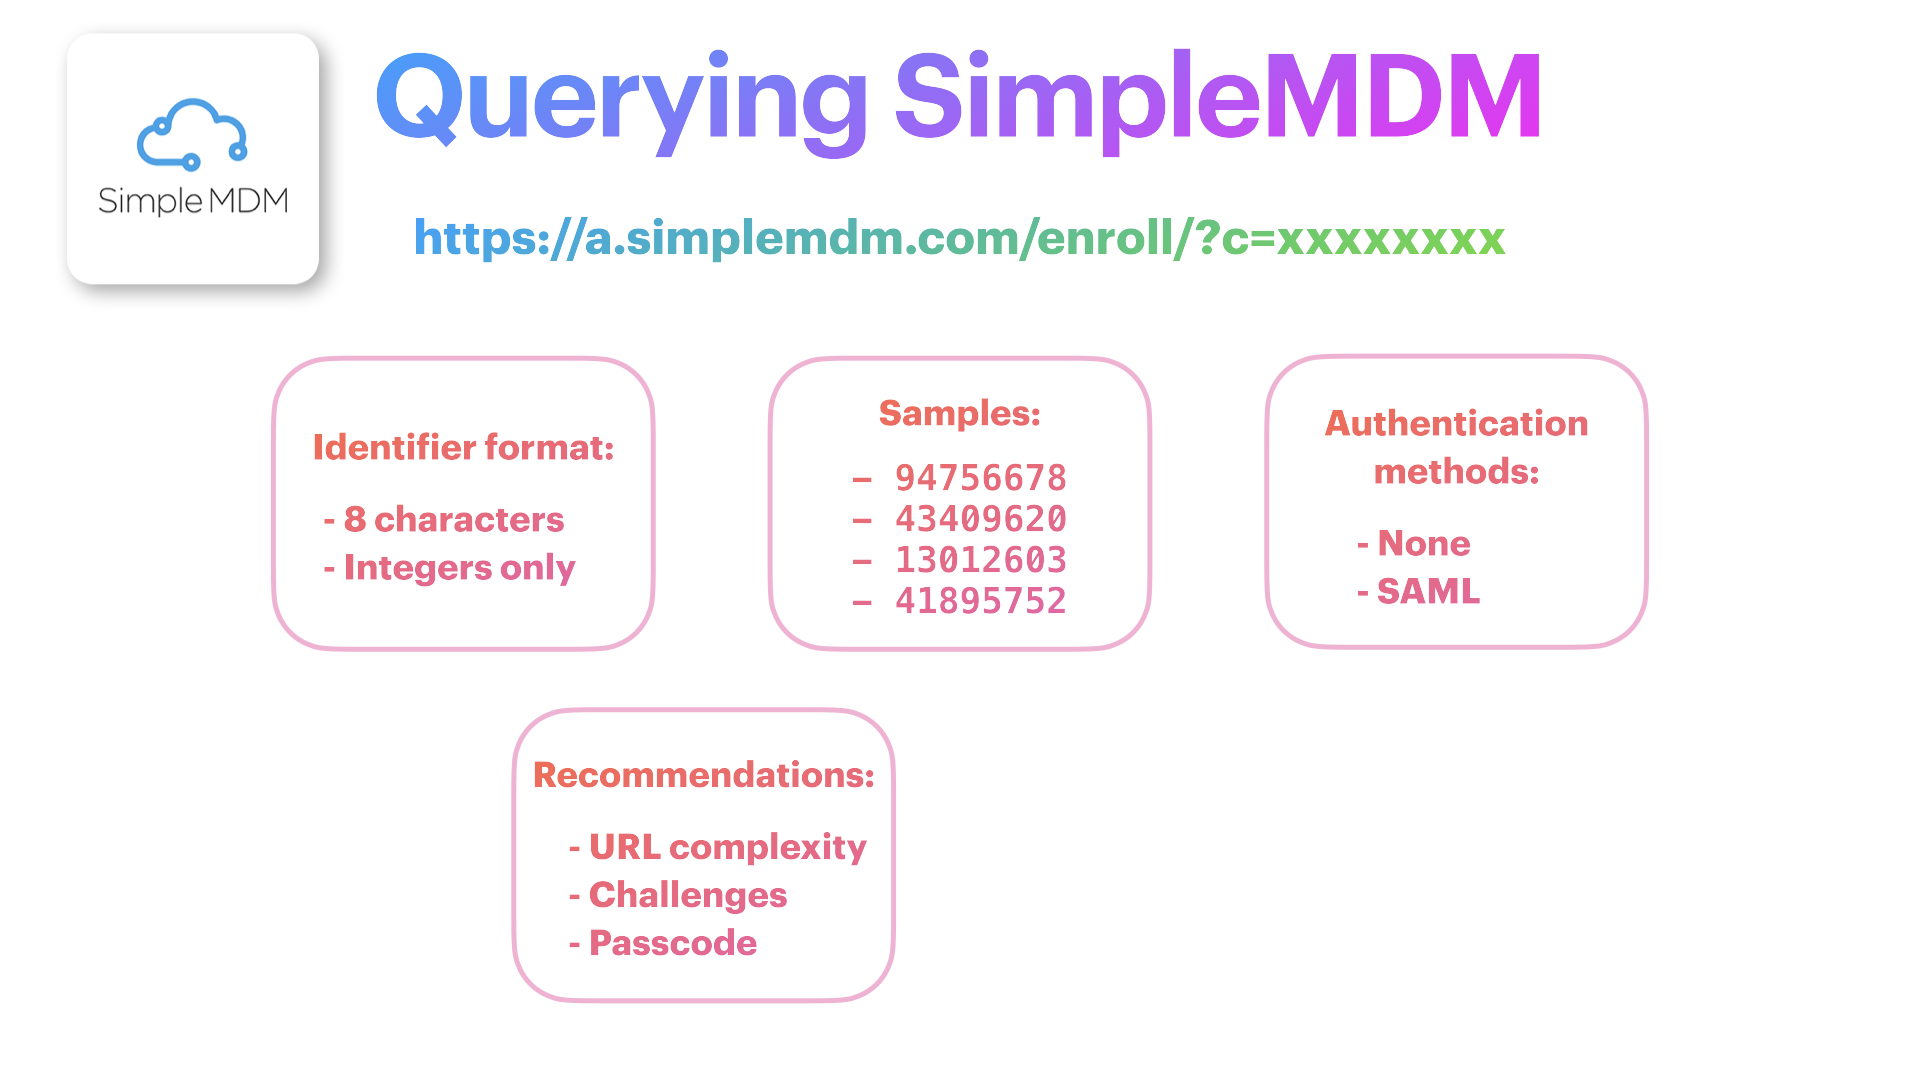 Simple MDM
Querying SimpleMDM
https://a.simplemdm.com/enroll/?c=xxxxxxxx
Identifier format:
- 8 characters
- Integers only
Samples:
– 94756678
– 43409620
– 13012603
– 41895752
Authentication
methods:
- None
- SAML
Recommendations:
- URL complexity
- Challenges
- Passcode